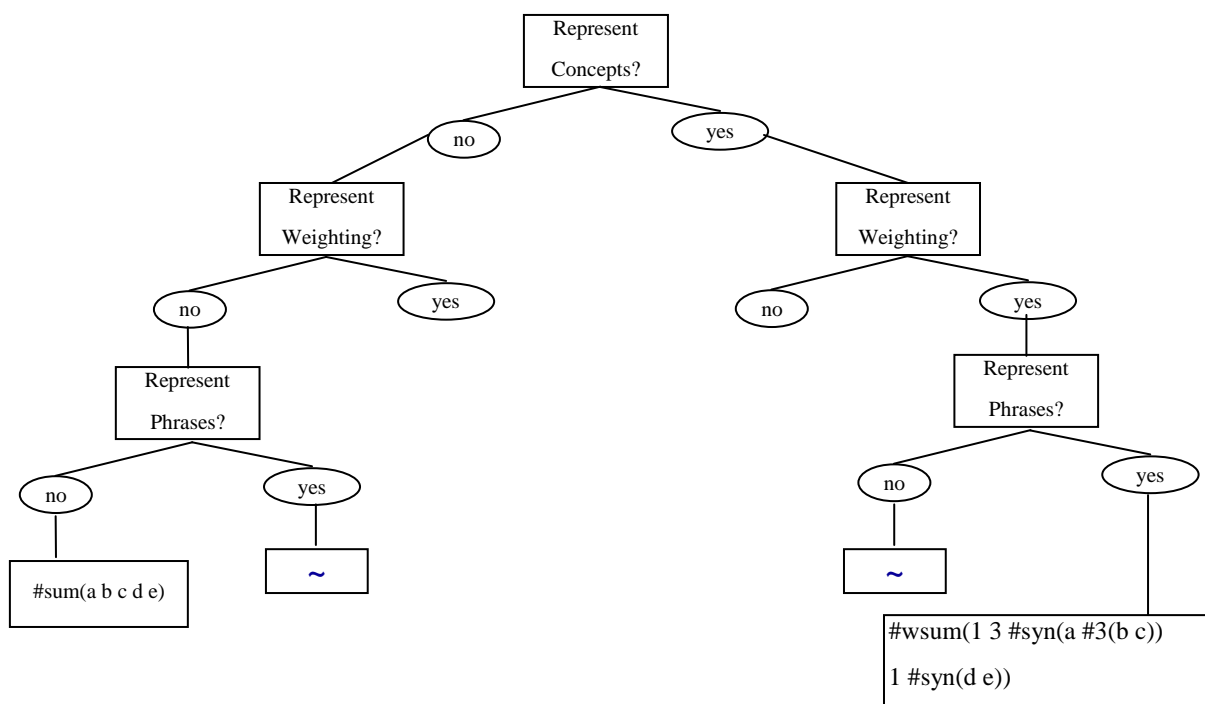 Represent
Concepts?
no
yes
Represent
Weighting?
Represent
Weighting?
no
yes
no
yes
Represent
Phrases?
Represent
Phrases?
no
yes
no
yes
#sum(a b c d e)
~
~
#wsum(1 3 #syn(a #3(b c))
1 #syn(d e))